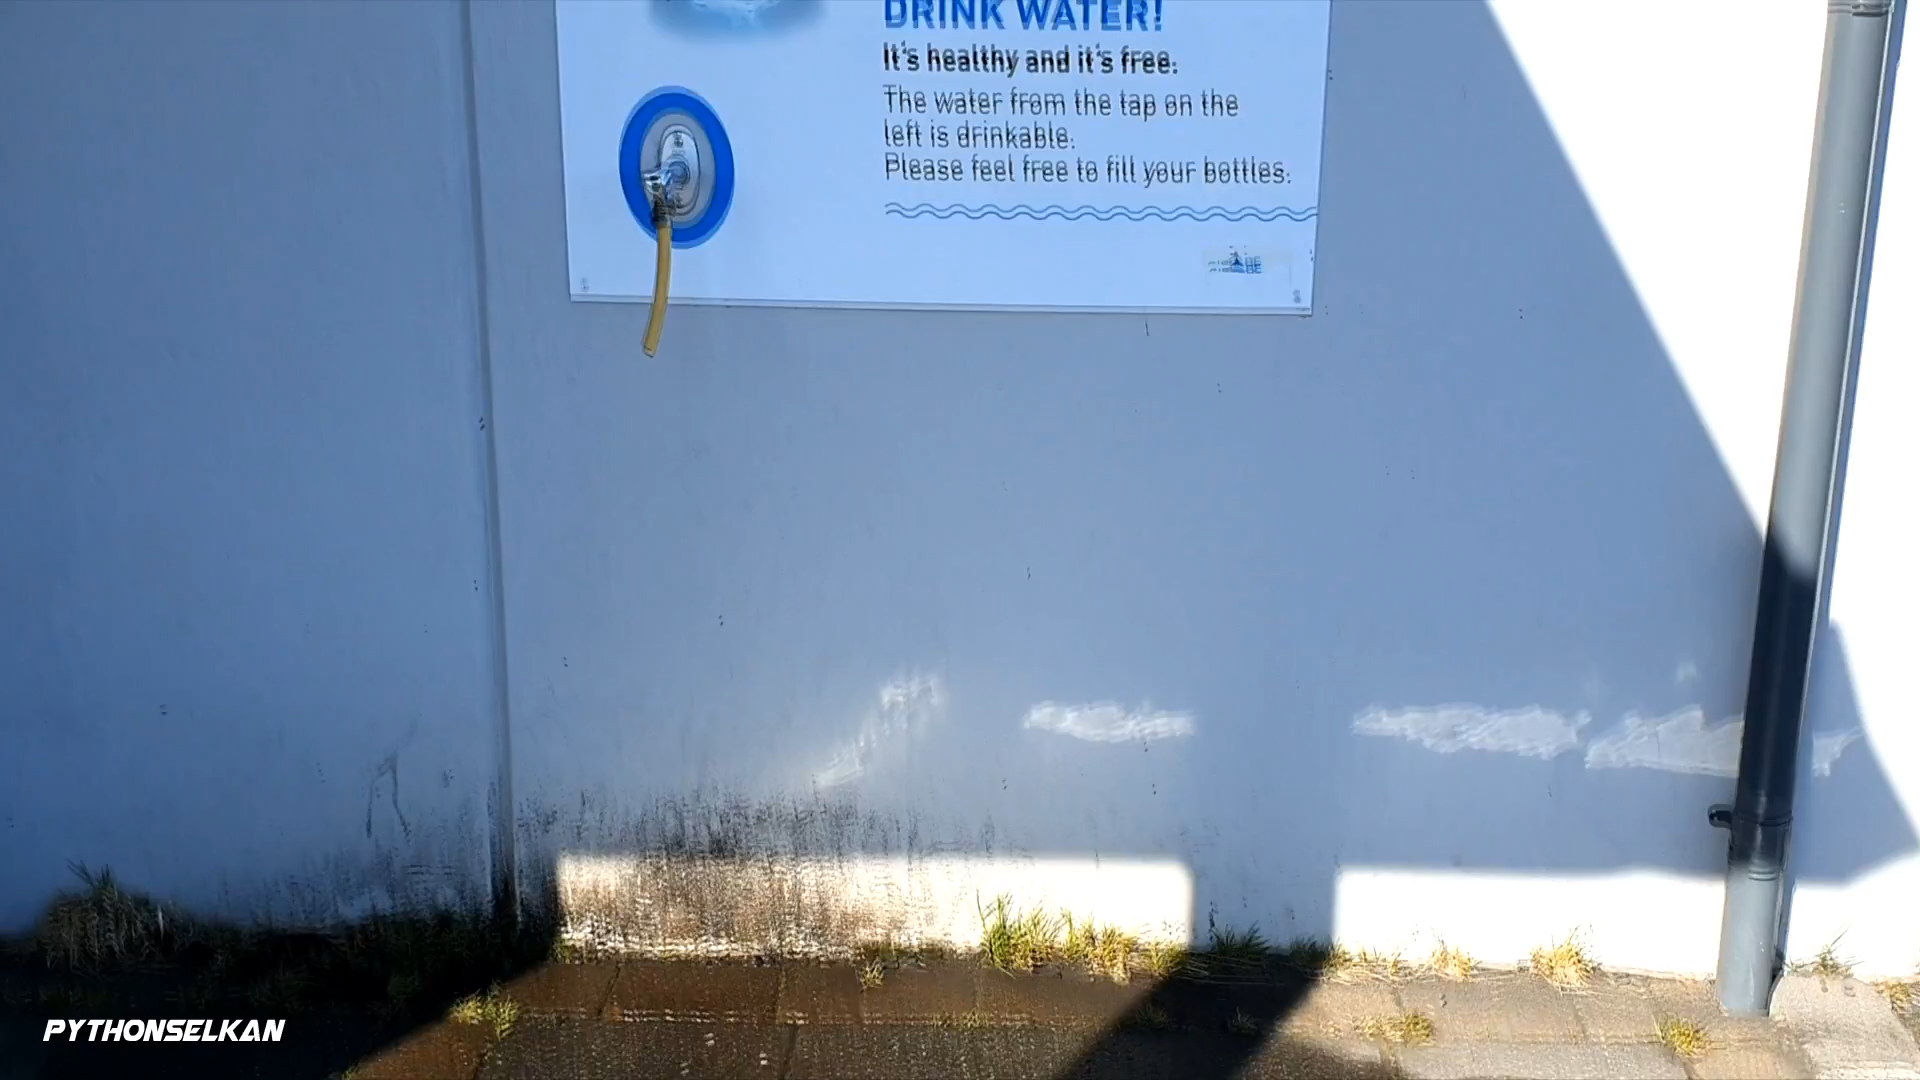 DRINK WATER!
It's healthy and it's free.
The water from the tap on the
left is drinkable.
Please feel free to fill your bottles.
PYTHONSELKAN